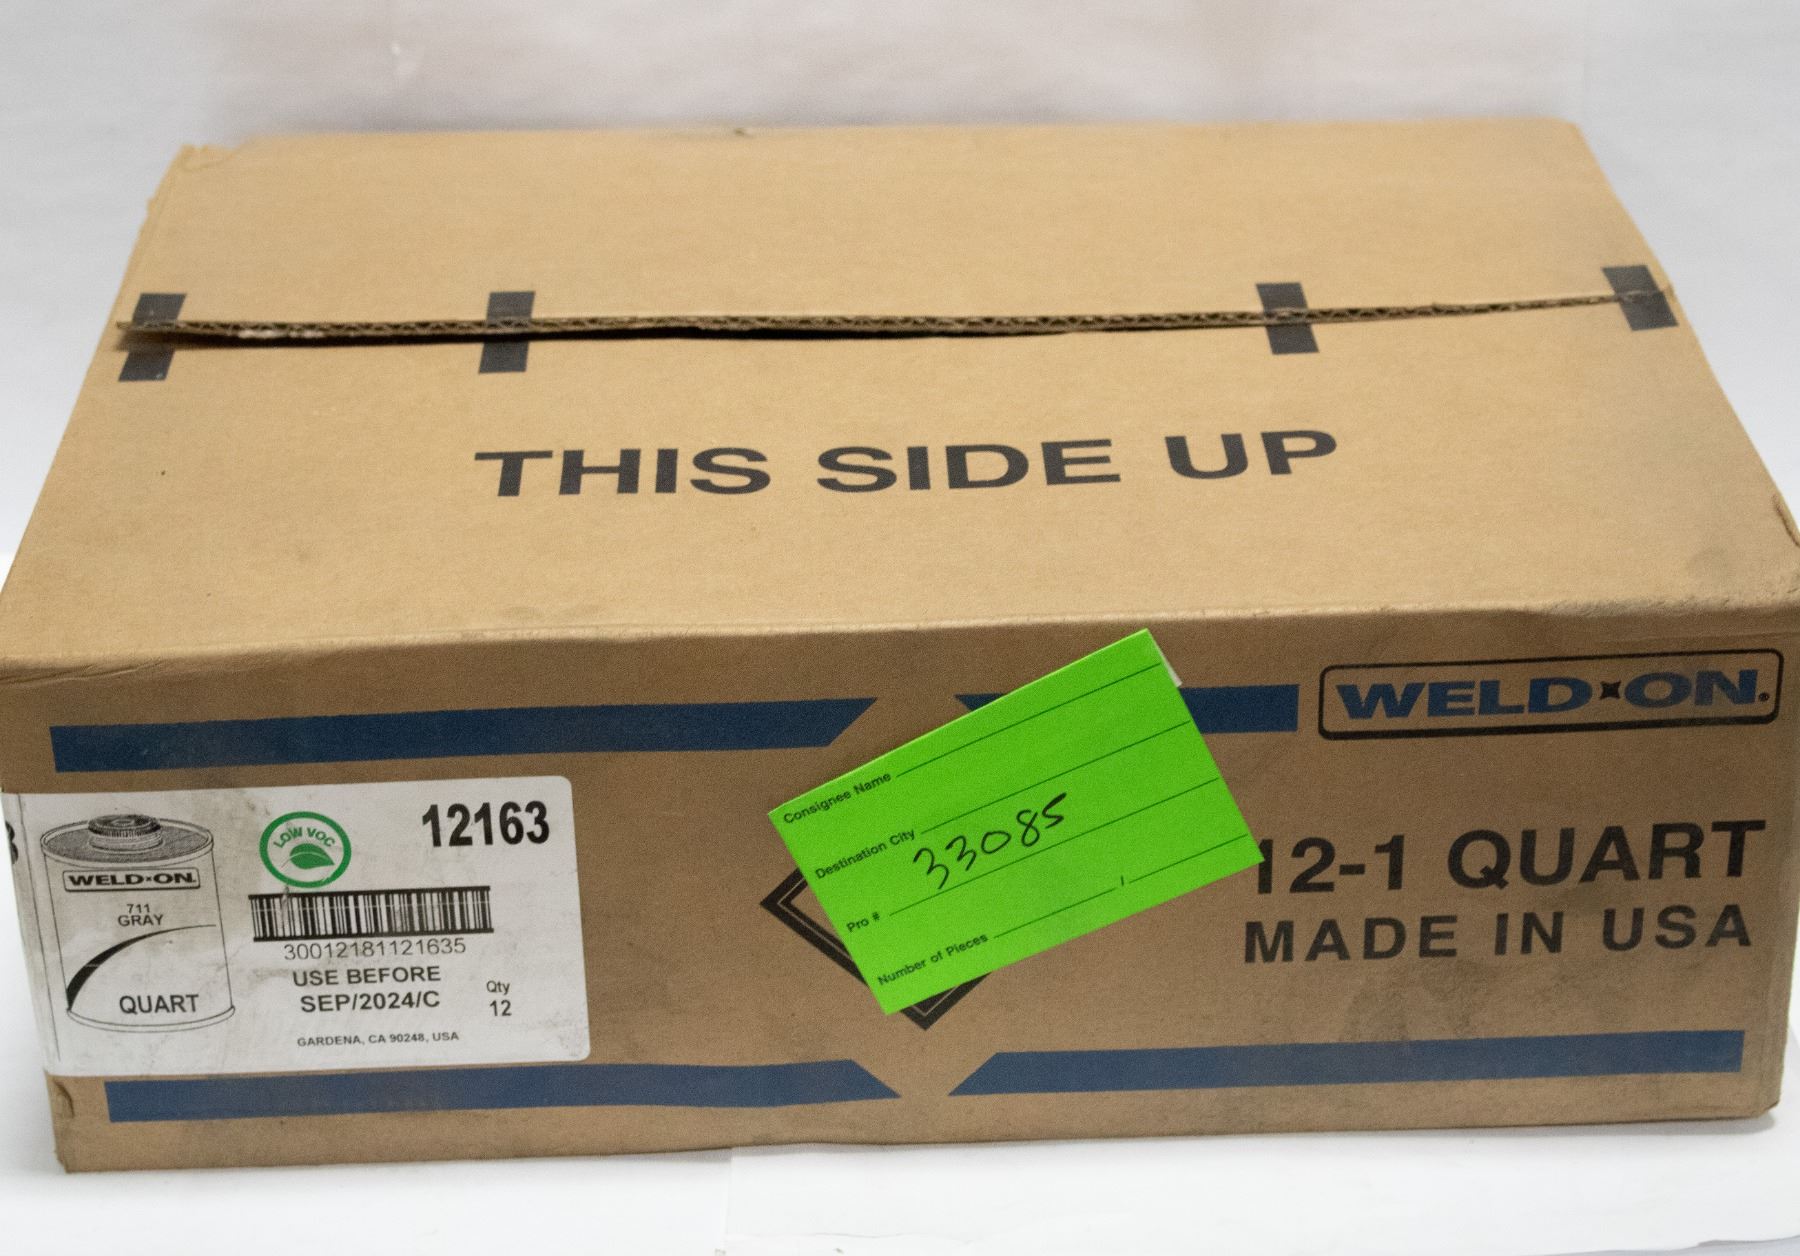 THIS SIDE UP
WELD-ON®
12163
LOW VOC
WELD-ON
711
GRAY
QUART
30012181121635
USE BEFORE
SEP/2024/C
Qty
12
GARDENA, CA 90248, USA
Consignee Name
Destination City
33085
Pro #
Number of Pieces /
12-1 QUART
MADE IN USA